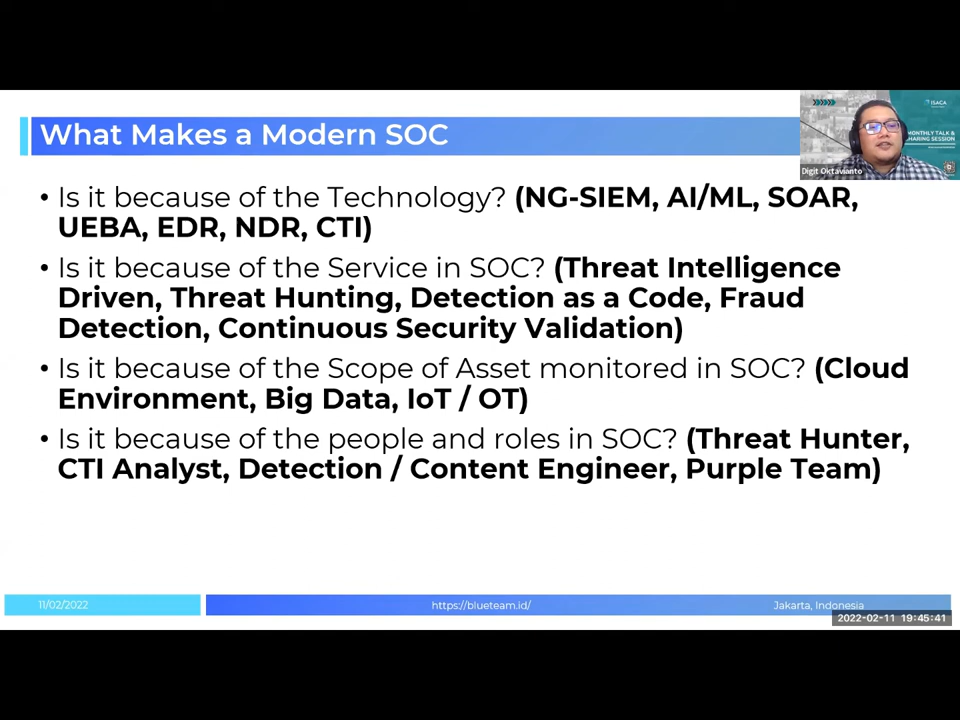 What Makes a Modern SOC
ISACA
MONTHLY TALK &
SHARING SESSION
Digit Oktavianto
• Is it because of the Technology? (NG-SIEM, AI/ML, SOAR,
UEBA, EDR, NDR, CTI)
• Is it because of the Service in SOC? (Threat Intelligence
Driven, Threat Hunting, Detection as a Code, Fraud
Detection, Continuous Security Validation)
• Is it because of the Scope of Asset monitored in SOC? (Cloud
Environment, Big Data, IoT / OT)
• Is it because of the people and roles in SOC? (Threat Hunter,
CTI Analyst, Detection / Content Engineer, Purple Team)
11/02/2022
https://blueteam.id/
Jakarta, Indonesia
2022-02-11 19:45:41